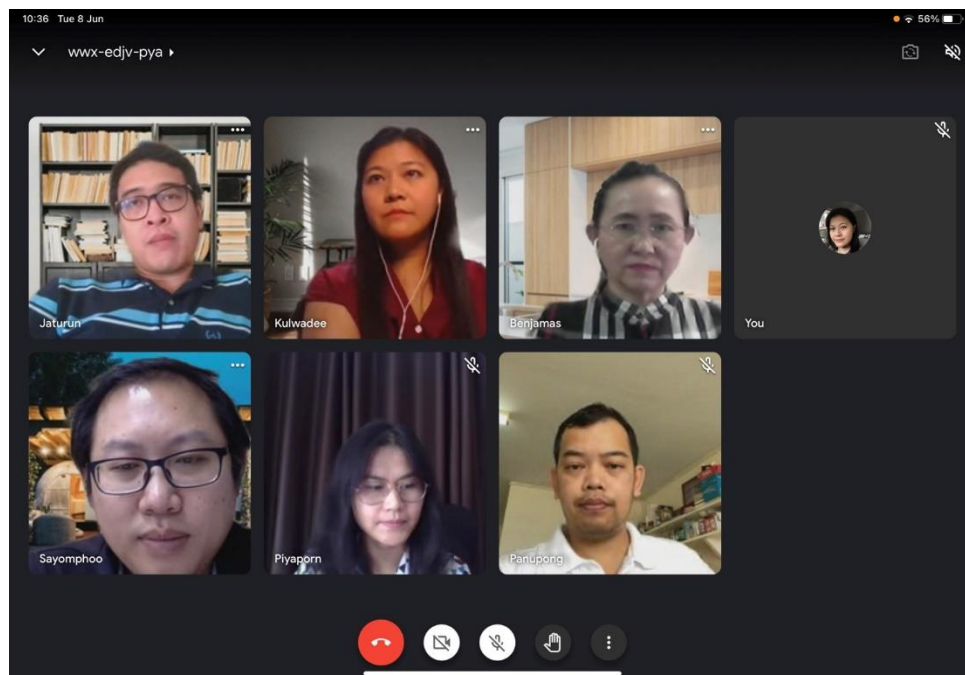 10:36 Tue 8 Jun
56%
wwx-edjv-pya
Jaturun
Kulwadee
Benjamas
You
Sayomphoo
Piyaporn
Panupong